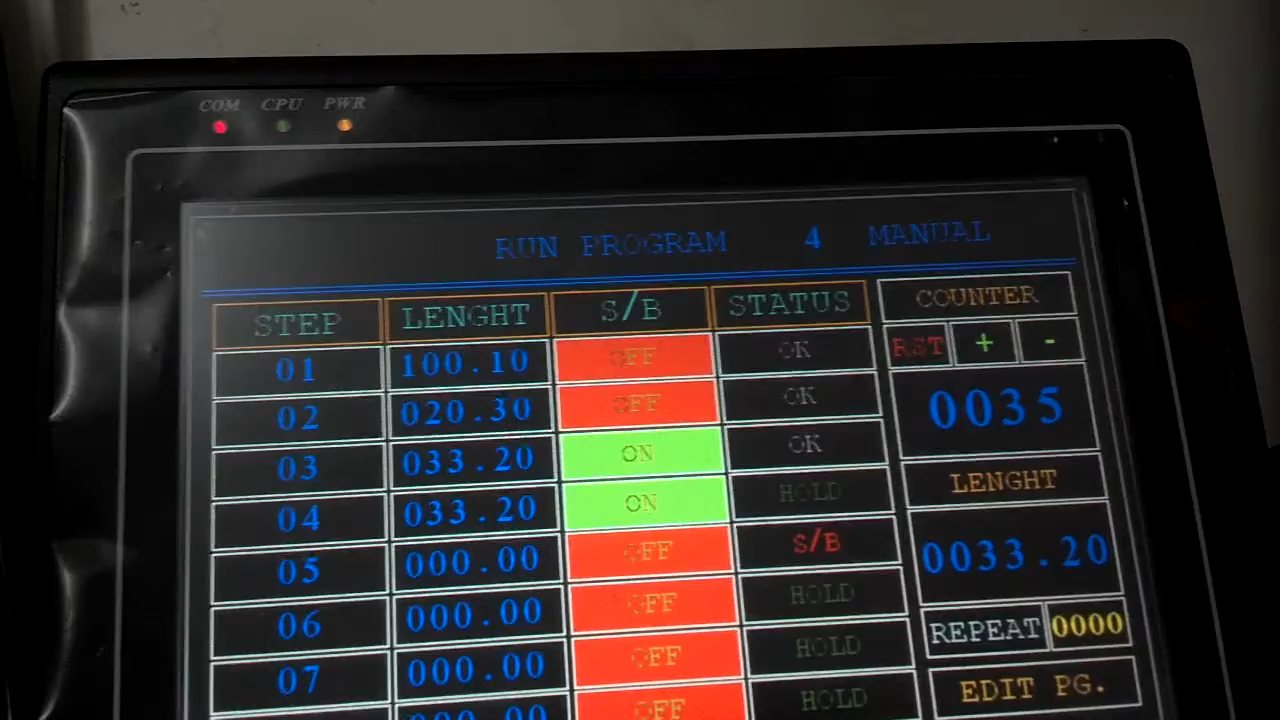 COM CPU PWR
RUN PROGRAM 4 MANUAL
STEP LENGHT S/B STATUS COUNTER
01 100.10 OFF OK RST + -
02 020.30 OFF OK 0035
03 033.20 ON OK
04 033.20 ON HOLD LENGHT
05 000.00 OFF S/B 0033.20
06 000.00 OFF HOLD REPEAT 0000
07 000.00 OFF HOLD EDIT PG.
000.00 OFF HOLD